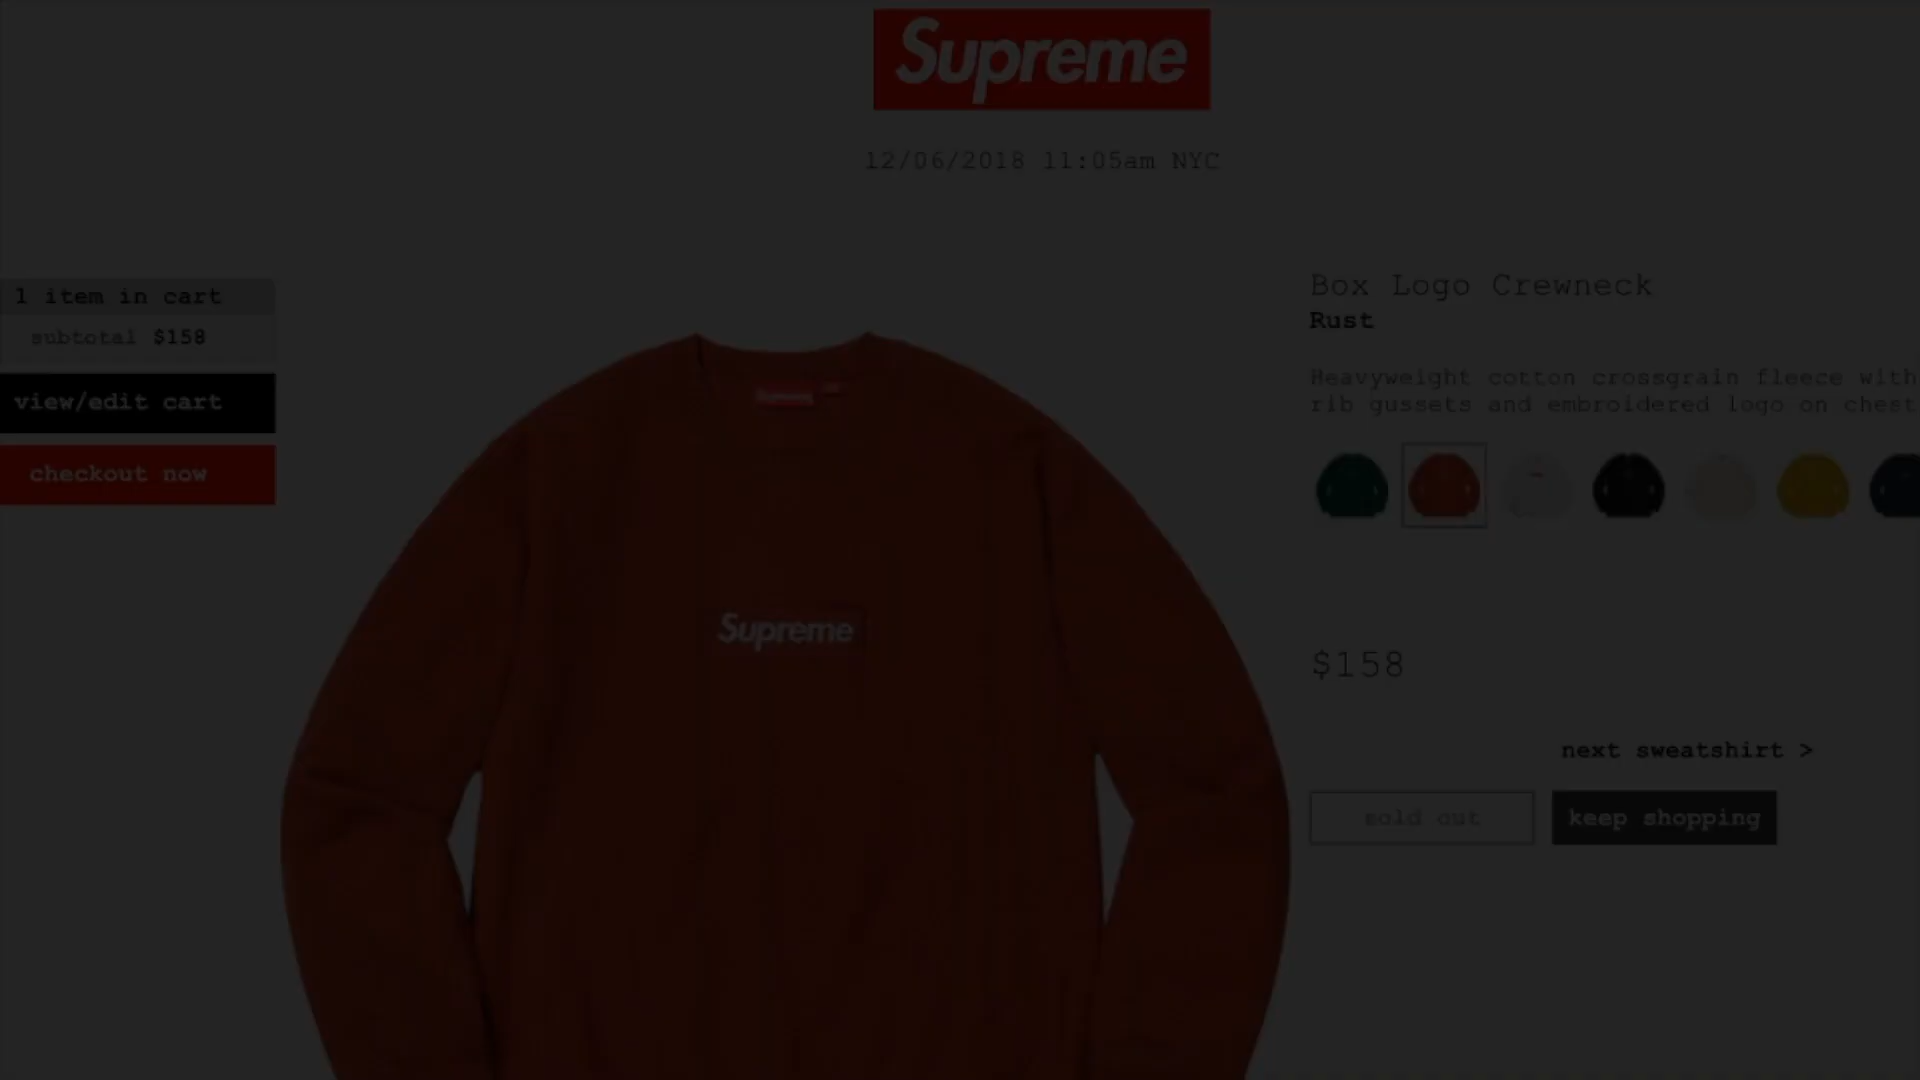 Supreme
12/06/2018 11:05am NYC
1 item in cart
subtotal $158
view/edit cart
checkout now
Supreme
Supreme
Box Logo Crewneck
Rust
Heavyweight cotton crossgrain fleece with
rib gussets and embroidered logo on chest
$158
next sweatshirt >
sold out
keep shopping